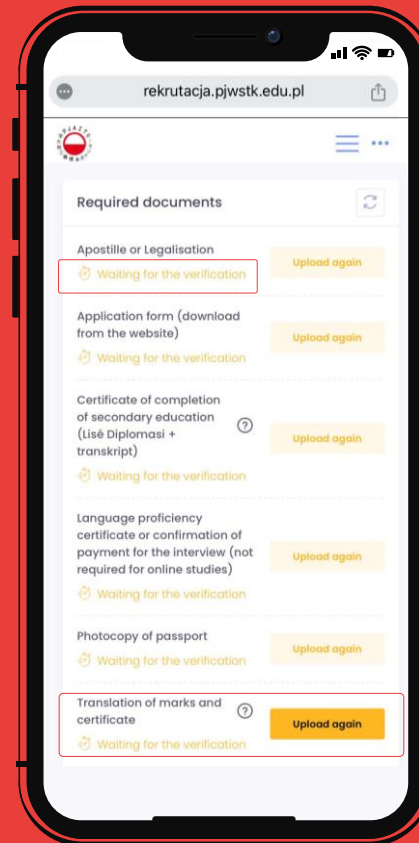 rekrutacja.pjwstk.edu.pl
Required documents
Apostille or Legalisation
Waiting for the verification
Upload again
Application form (download
from the website)
Waiting for the verification
Upload again
Certificate of completion
of secondary education
(Lisé Diplomasi +
transkript)
Waiting for the verification
Upload again
Language proficiency
certificate or confirmation of
payment for the interview (not
required for online studies)
Waiting for the verification
Upload again
Photocopy of passport
Waiting for the verification
Upload again
Translation of marks and
certificate
Waiting for the verification
Upload again